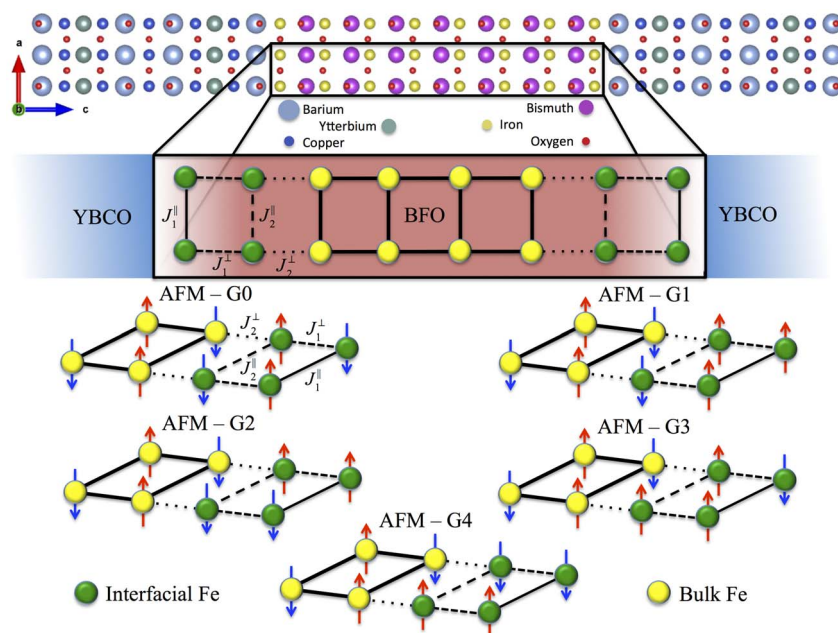 a
b
c
Barium
Bismuth
Ytterbium
Iron
Copper
Oxygen
YBCO
J₁∥
J₂∥
BFO
YBCO
J₁⊥
J₂⊥
AFM – G0
AFM – G1
J₂⊥
J₁⊥
J₂∥
J₁∥
AFM – G2
AFM – G3
AFM – G4
Interfacial Fe
Bulk Fe